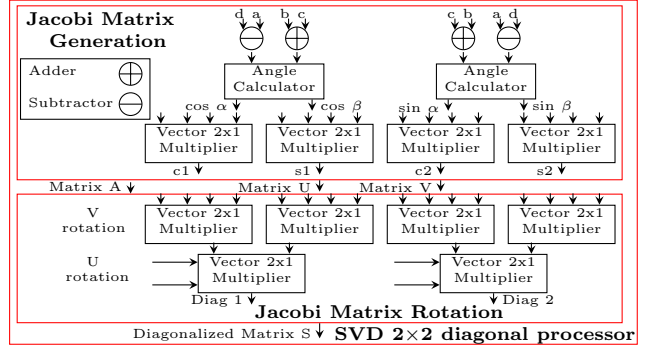 Jacobi Matrix
Generation
d a b c c b a d
Adder
Subtractor
Angle
Calculator
Angle
Calculator
cos α cos β sin α sin β
Vector 2x1
Multiplier
Vector 2x1
Multiplier
Vector 2x1
Multiplier
Vector 2x1
Multiplier
c1 s1 c2 s2
Matrix A Matrix U Matrix V
V
rotation
Vector 2x1
Multiplier
Vector 2x1
Multiplier
Vector 2x1
Multiplier
Vector 2x1
Multiplier
U
rotation
Vector 2x1
Multiplier
Vector 2x1
Multiplier
Diag 1 Diag 2
Jacobi Matrix Rotation
Diagonalized Matrix S SVD 2×2 diagonal processor